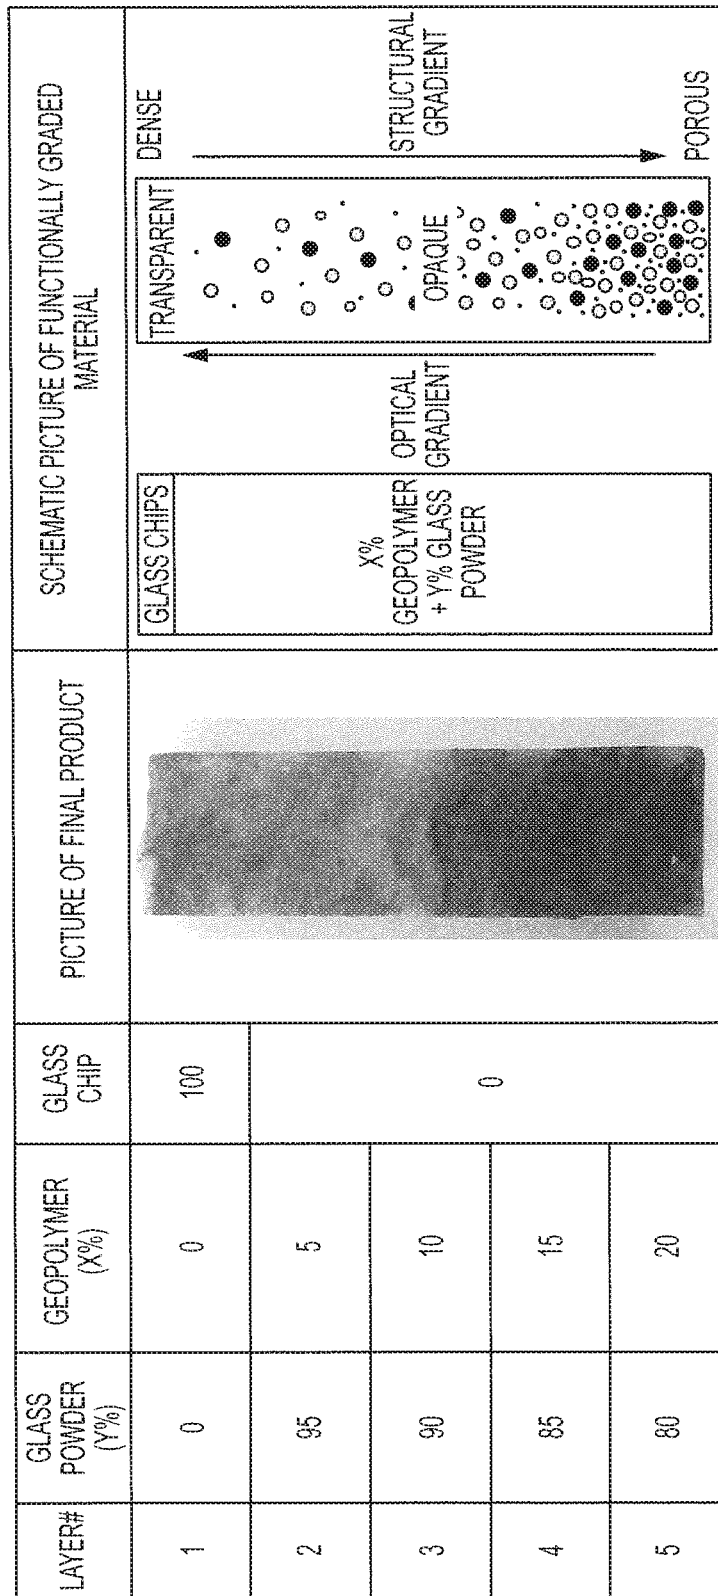 LAYER#
GLASS
POWDER
(Y%)
GEOPOLYMER
(X%)
GLASS
CHIP
PICTURE OF FINAL PRODUCT
SCHEMATIC PICTURE OF FUNCTIONALLY GRADED
MATERIAL
1
0
0
100
2
95
5
0
3
90
10
4
85
15
5
80
20
GLASS CHIPS
X%
GEOPOLYMER
+ Y% GLASS
POWDER
OPTICAL
GRADIENT
TRANSPARENT
OPAQUE
DENSE
STRUCTURAL
GRADIENT
POROUS